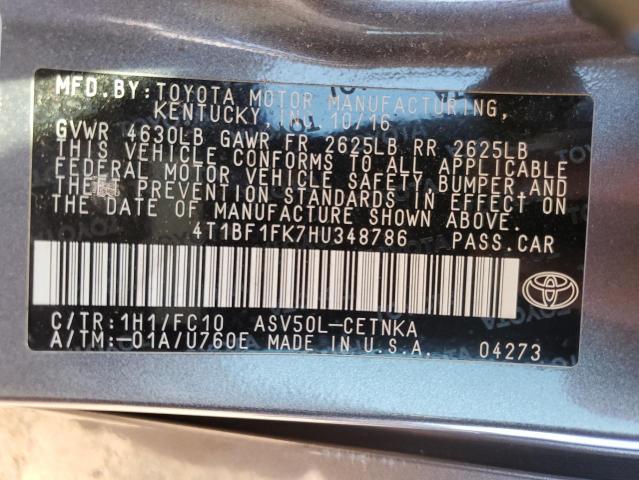 MFD.BY: TOYOTA MOTOR MANUFACTURING,
KENTUCKY, IN 10/16
GVWR 4630LB GAWR FR 2625LB RR 2625LB
THIS VEHICLE CONFORMS TO ALL APPLICABLE
FEDERAL MOTOR VEHICLE SAFETY, BUMPER AND
THEFT PREVENTION STANDARDS IN EFFECT ON
THE DATE OF MANUFACTURE SHOWN ABOVE.
4T1BF1FK7HU348786 PASS.CAR
C/TR:1H1/FC10 ASV50L-CETNKA
A/TM:-01A/U760E MADE IN U.S.A. 04273